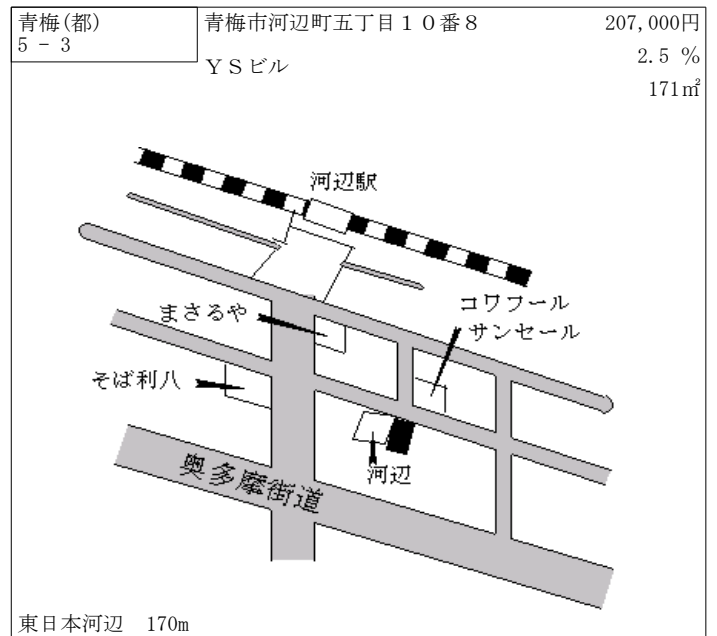 青梅(都)
5 － 3
青梅市河辺町五丁目１０番８
ＹＳビル
207,000円
2.5 %
171㎡
河辺駅
コワフール
サンセール
まさるや
そば利八
河辺
奥多摩街道
東日本河辺　170m